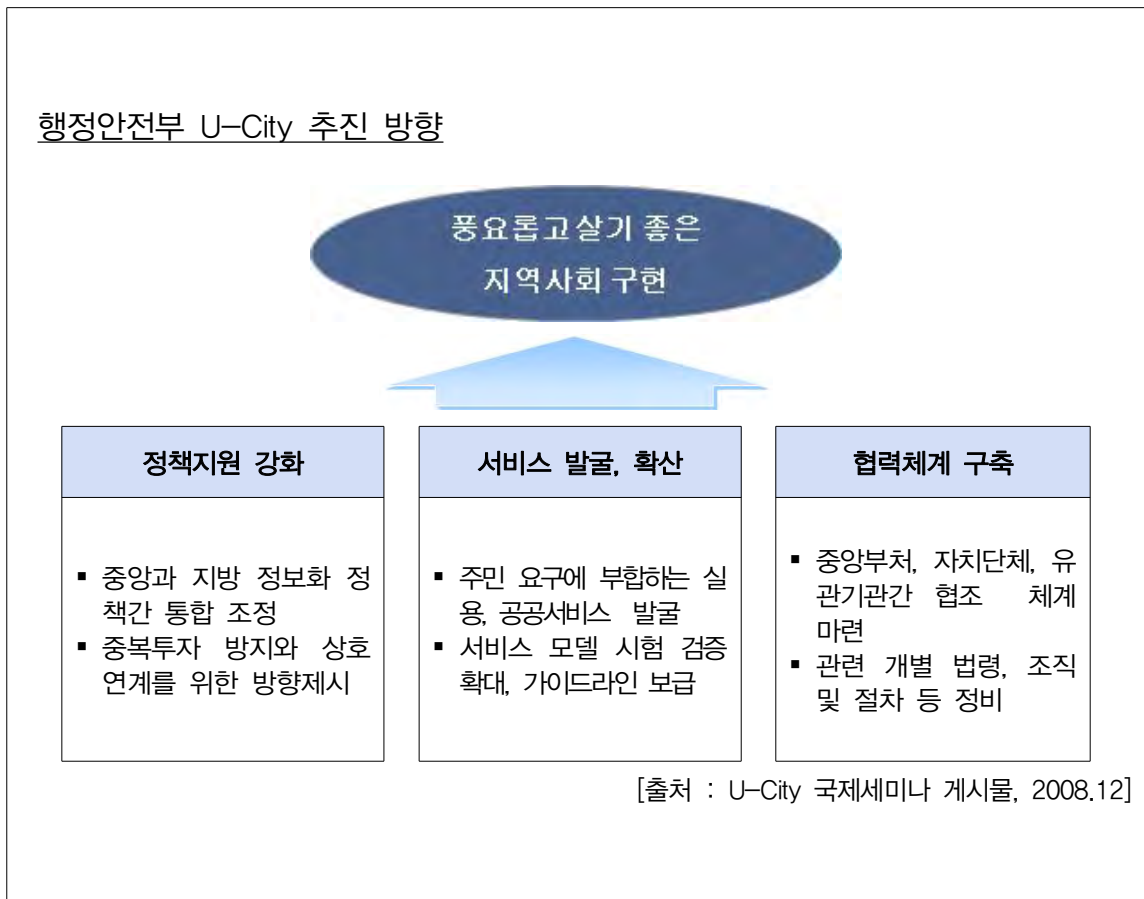 행정안전부 U-City 추진 방향
풍요롭고살기 좋은
지역사회 구현
정책지원 강화
▪ 중앙과 지방 정보화 정
책간 통합 조정
▪ 중복투자 방지와 상호
연계를 위한 방향제시
서비스 발굴, 확산
▪ 주민 요구에 부합하는 실
용, 공공서비스 발굴
▪ 서비스 모델 시험 검증
확대, 가이드라인 보급
협력체계 구축
▪ 중앙부처, 자치단체, 유
관기관간 협조 체계
마련
▪ 관련 개별 법령, 조직
및 절차 등 정비
[출처 : U-City 국제세미나 게시물, 2008.12]